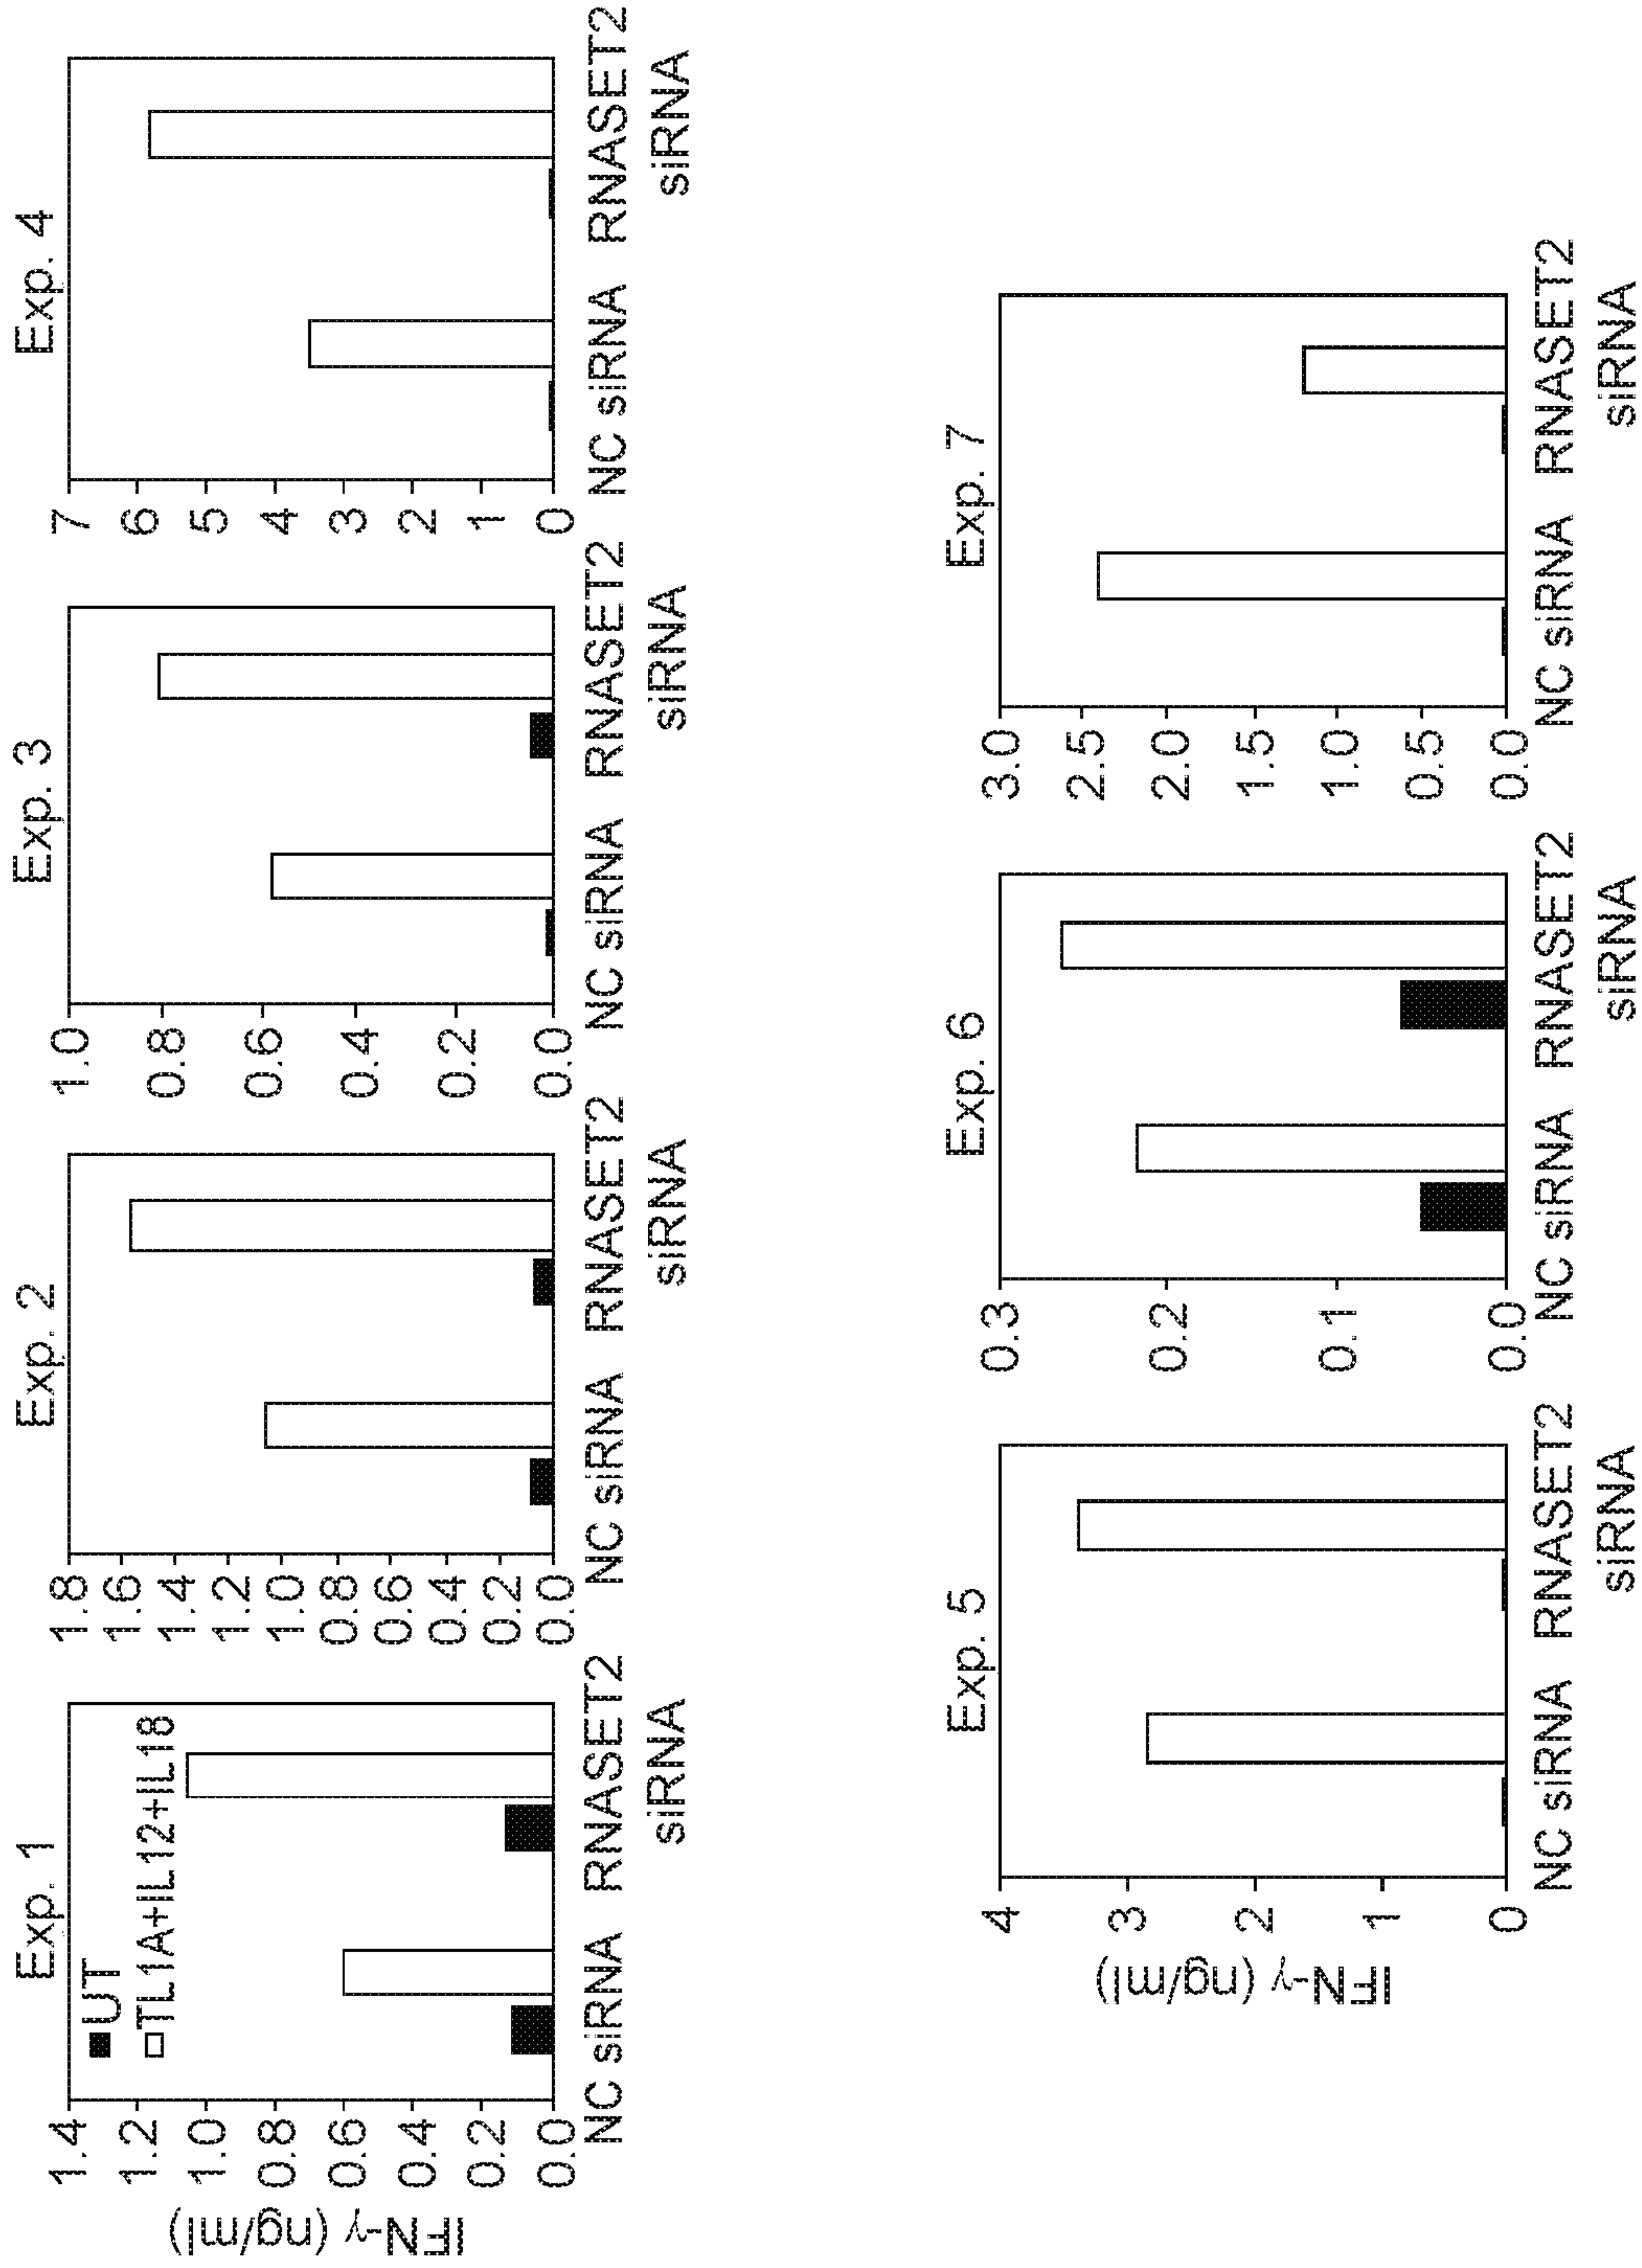 Exp. 1
UT
TL1A+IL12+IL18
IFN-γ (ng/ml)
1.4
1.2
1.0
0.8
0.6
0.4
0.2
0.0
NC siRNA RNASET2
siRNA
Exp. 2
1.8
1.6
1.4
1.2
1.0
0.8
0.6
0.4
0.2
0.0
NC siRNA RNASET2
siRNA
Exp. 3
1.0
0.8
0.6
0.4
0.2
0.0
NC siRNA RNASET2
siRNA
Exp. 4
7
6
5
4
3
2
1
0
NC siRNA RNASET2
siRNA
Exp. 5
IFN-γ (ng/ml)
4
3
2
1
0
NC siRNA RNASET2
siRNA
Exp. 6
0.3
0.2
0.1
0.0
NC siRNA RNASET2
siRNA
Exp. 7
3.0
2.5
2.0
1.5
1.0
0.5
0.0
NC siRNA RNASET2
siRNA